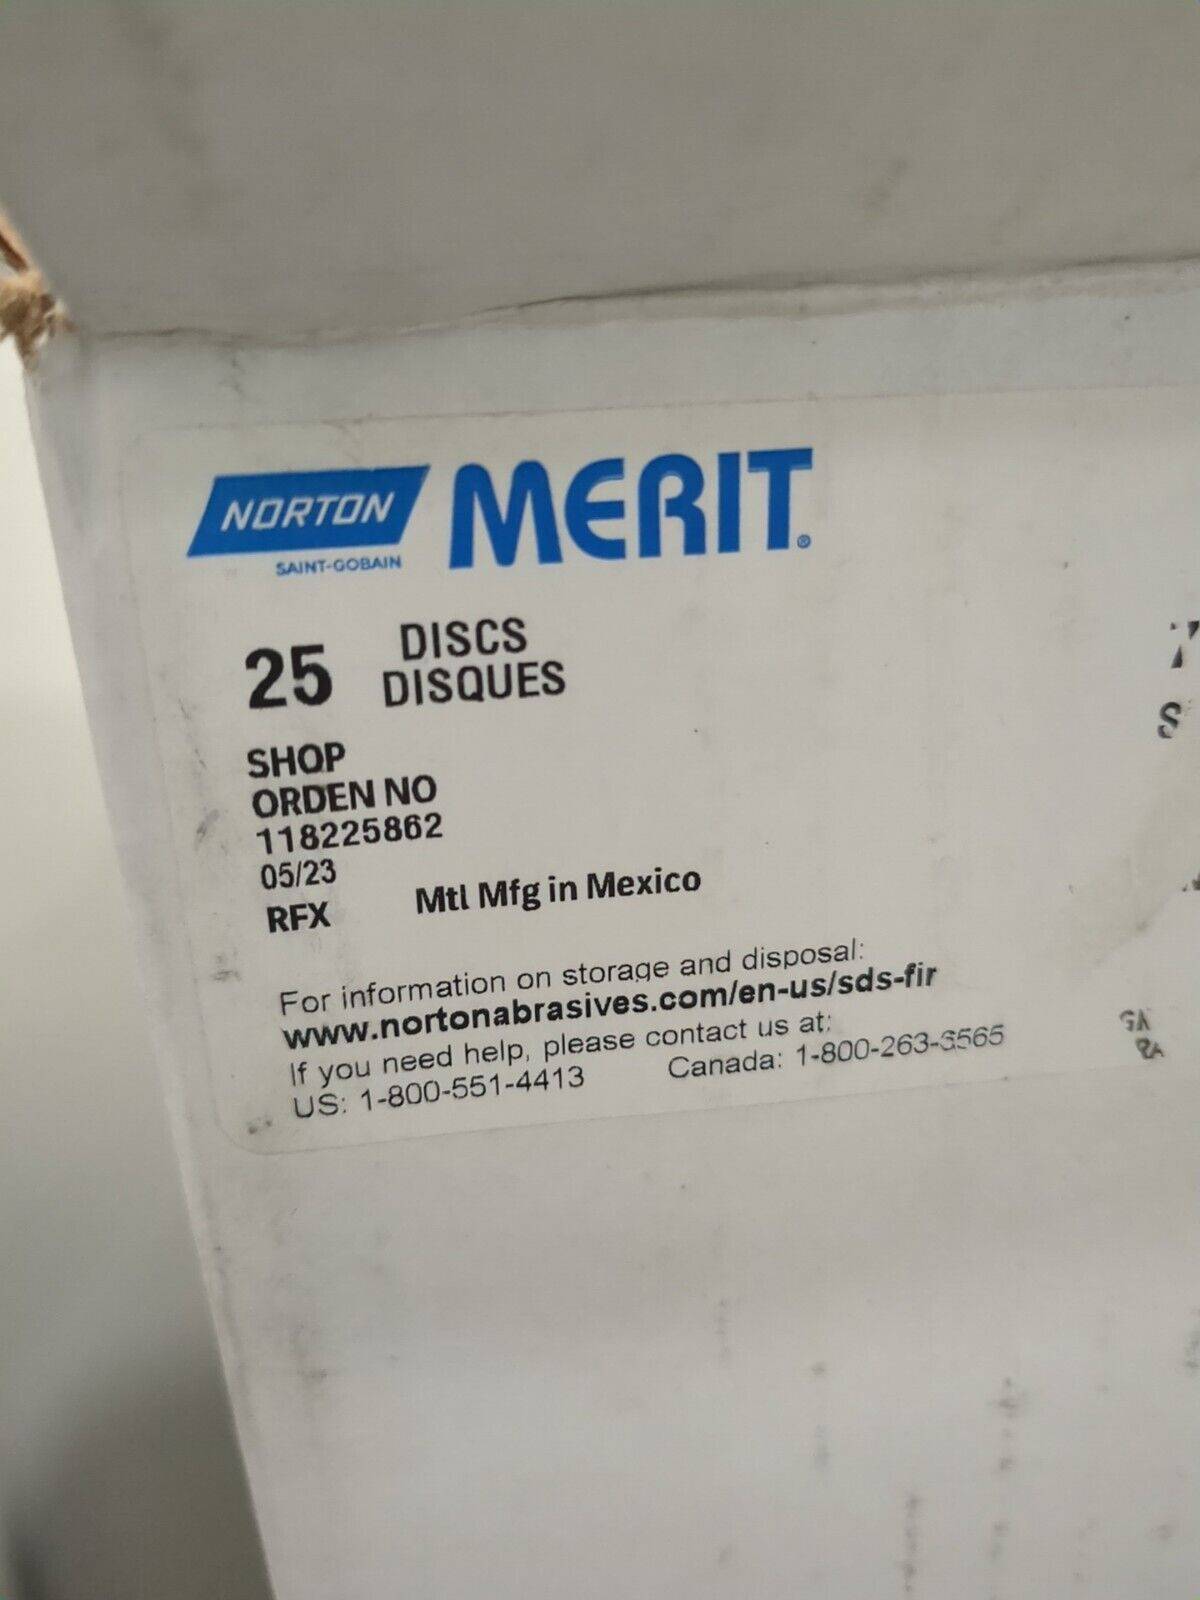 NORTON MERIT®
SAINT-GOBAIN
25 DISCS
DISQUES
SHOP
ORDEN NO
118225862
05/23
RFX Mtl Mfg in Mexico
For information on storage and disposal:
www.nortonabrasives.com/en-us/sds-fir
If you need help, please contact us at:
US: 1-800-551-4413 Canada: 1-800-263-6565
S
GA